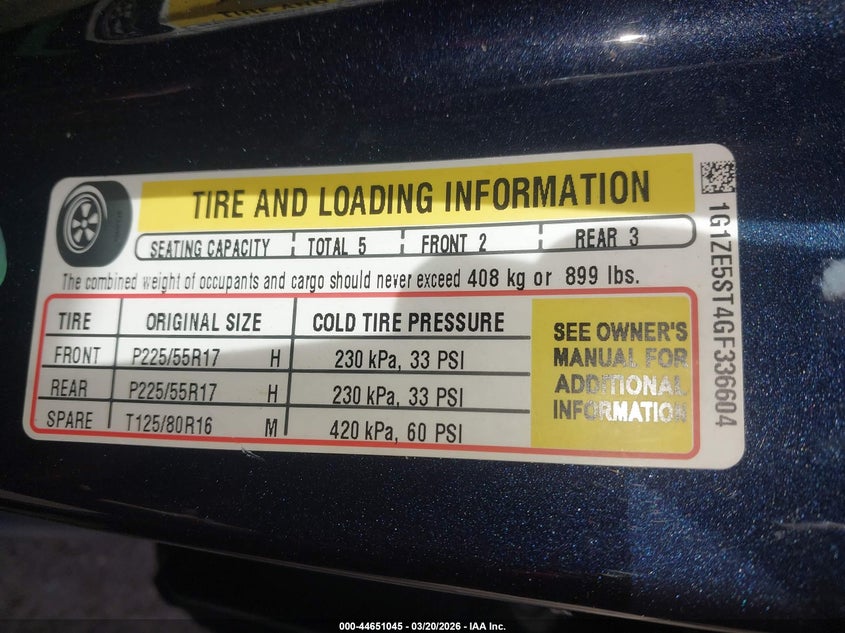 TIRE AND LOADING INFORMATION
SEATING CAPACITY TOTAL 5 FRONT 2 REAR 3
The combined weight of occupants and cargo should never exceed 408 kg or 899 lbs.
TIRE ORIGINAL SIZE COLD TIRE PRESSURE
FRONT P225/55R17 H 230 kPa, 33 PSI
REAR P225/55R17 H 230 kPa, 33 PSI
SPARE T125/80R16 M 420 kPa, 60 PSI
SEE OWNER'S
MANUAL FOR
ADDITIONAL
INFORMATION
1G1ZE5ST4GF336604
000-44651045 - 03/20/2026 - IAA Inc.